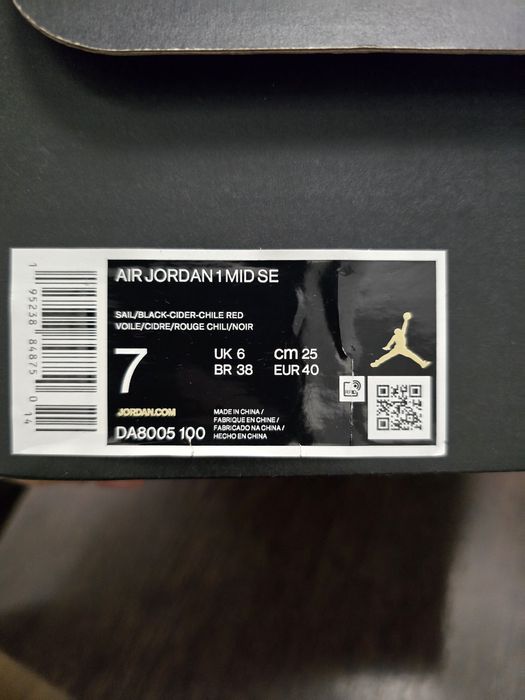 AIR JORDAN 1 MID SE
SAIL/BLACK-CIDER-CHILE RED
VOILE/CIDRE/ROUGE CHILI/NOIR
7
UK 6 cm 25
BR 38 EUR 40
JORDAN.COM
DA8005 100
MADE IN CHINA /
FABRIQUE EN CHINE /
FABRICADO NA CHINA /
HECHO EN CHINA
1 95238 84875 0 14